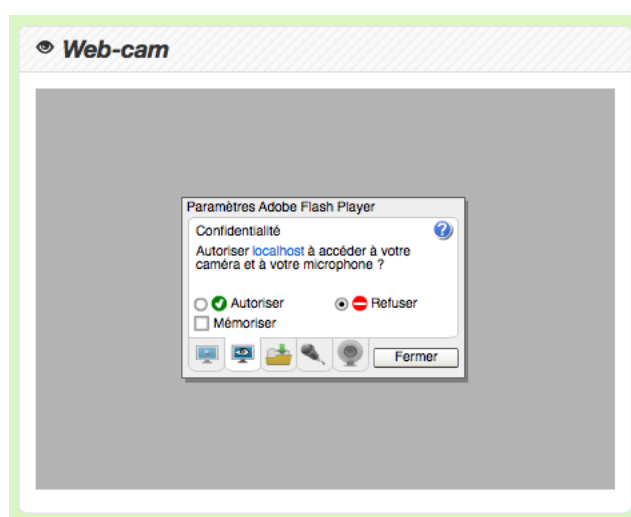 Web-cam
Paramètres Adobe Flash Player
Confidentialité
Autoriser localhost à accéder à votre
caméra et à votre microphone ?
Autoriser Refuser
Mémoriser
Fermer